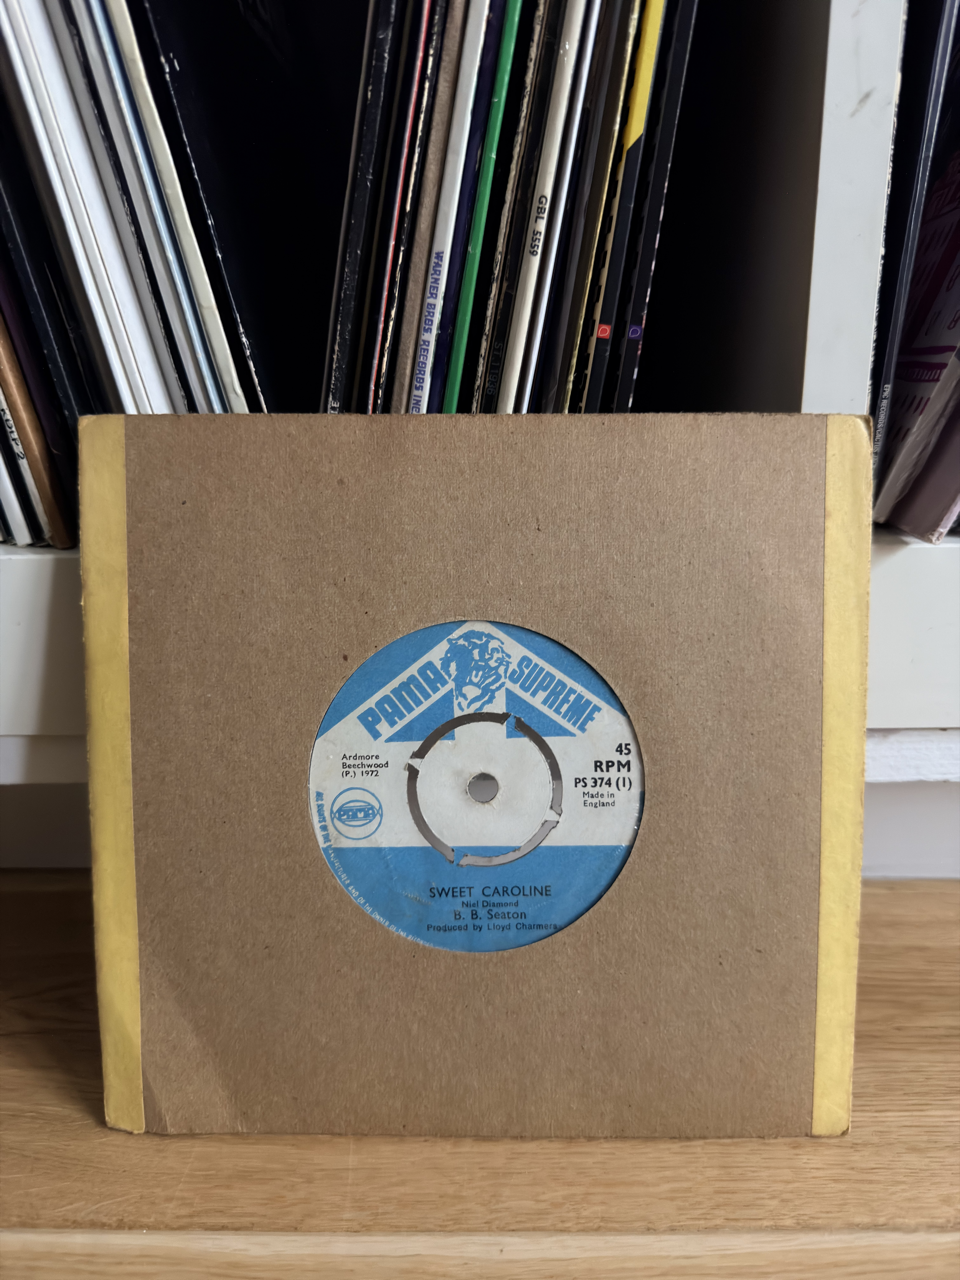 GBL 5559
WARNER BROS. RECORDS INC
PAMA SUPREME
Ardmore
Beechwood
(P.) 1972
45
RPM
PS 374 (1)
Made in
England
PAMA
SWEET CAROLINE
Niel Diamond
B. B. Seaton
Produced by Lloyd Charmers